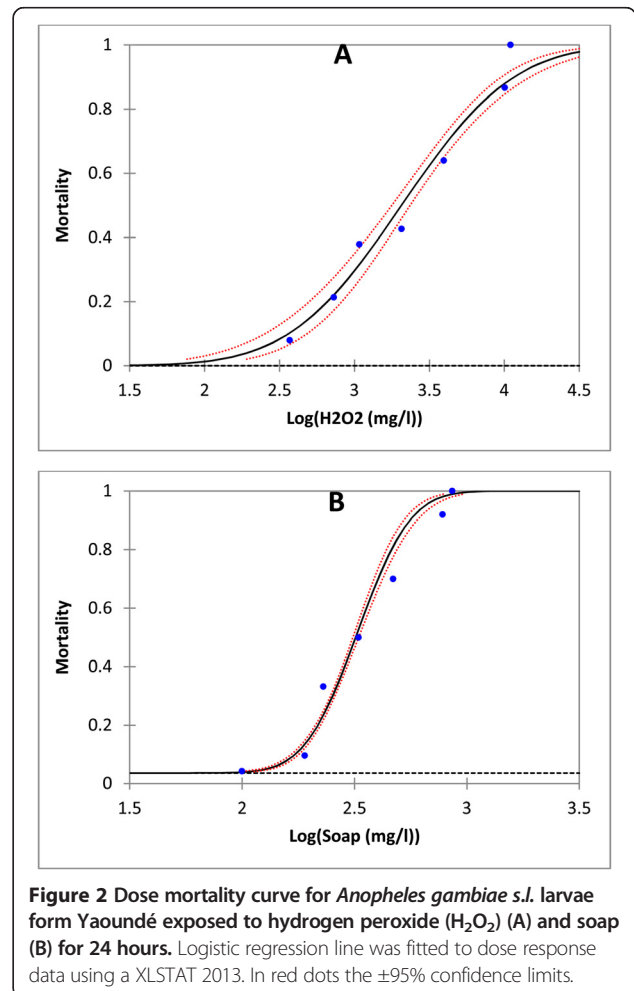 A
1
0.8
0.6
0.4
0.2
0
Mortality
1.5 2 2.5 3 3.5 4 4.5
Log(H2O2 (mg/l))
B
1
0.8
0.6
0.4
0.2
0
Mortality
1.5 2 2.5 3 3.5
Log(Soap (mg/l))
Figure 2 Dose mortality curve for Anopheles gambiae s.l. larvae
form Yaoundé exposed to hydrogen peroxide (H₂O₂) (A) and soap
(B) for 24 hours. Logistic regression line was fitted to dose response
data using a XLSTAT 2013. In red dots the ±95% confidence limits.